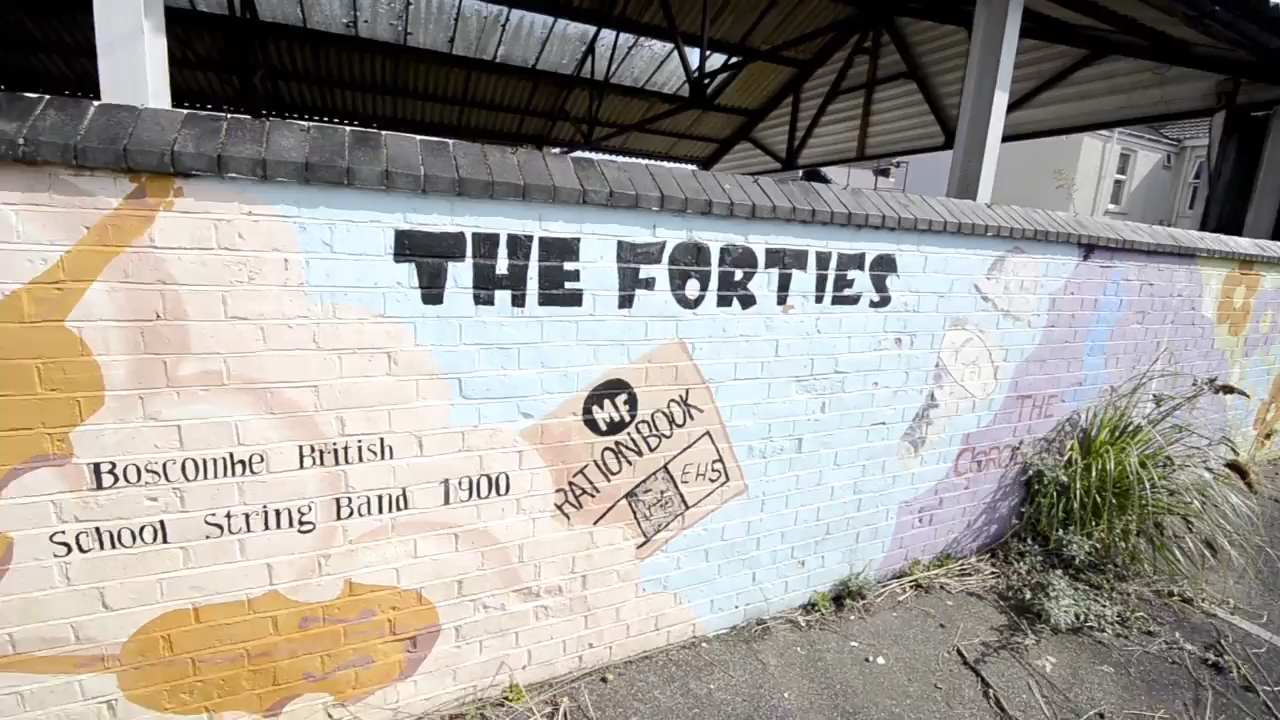 THE FORTIES
MF
RATION BOOK
EHS
Boscombe British
School String Band 1900
THE